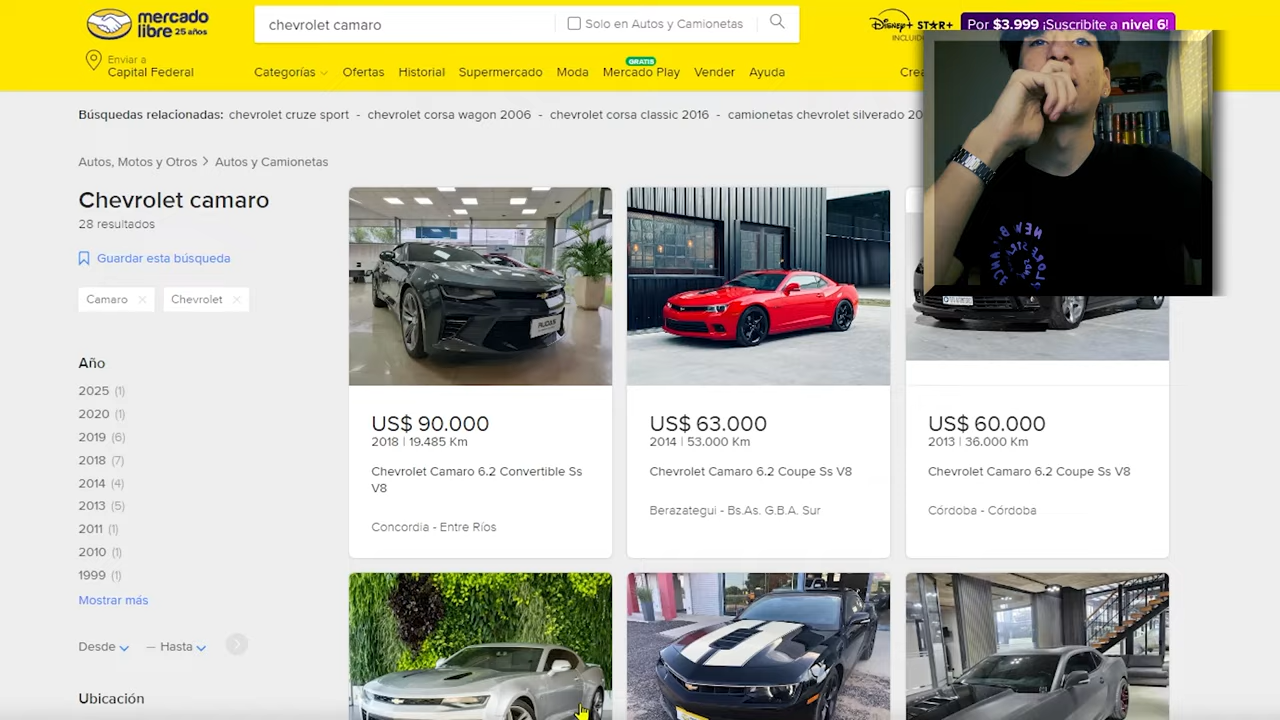 mercado
libre 25 años
chevrolet camaro
Solo en Autos y Camionetas
Disney+ STAR+
INCLUIDO
Por $3.999 ¡Suscribite a nivel 6!
Enviar a
Capital Federal
Categorías
Ofertas
Historial
Supermercado
Moda
GRATIS
Mercado Play
Vender
Ayuda
Búsquedas relacionadas: chevrolet cruze sport - chevrolet corsa wagon 2006 - chevrolet corsa classic 2016 - camionetas chevrolet silverado 20
Autos, Motos y Otros > Autos y Camionetas
Chevrolet camaro
28 resultados
Guardar esta búsqueda
Camaro ×
Chevrolet ×
Año
2025 (1)
2020 (1)
2019 (6)
2018 (7)
2014 (4)
2013 (5)
2011 (1)
2010 (1)
1999 (1)
Mostrar más
Desde — Hasta
Ubicación
US$ 90.000
2018 | 19.485 Km
Chevrolet Camaro 6.2 Convertible Ss
V8
Concordia - Entre Ríos
US$ 63.000
2014 | 53.000 Km
Chevrolet Camaro 6.2 Coupe Ss V8
Berazategui - Bs.As. G.B.A. Sur
US$ 60.000
2013 | 36.000 Km
Chevrolet Camaro 6.2 Coupe Ss V8
Córdoba - Córdoba